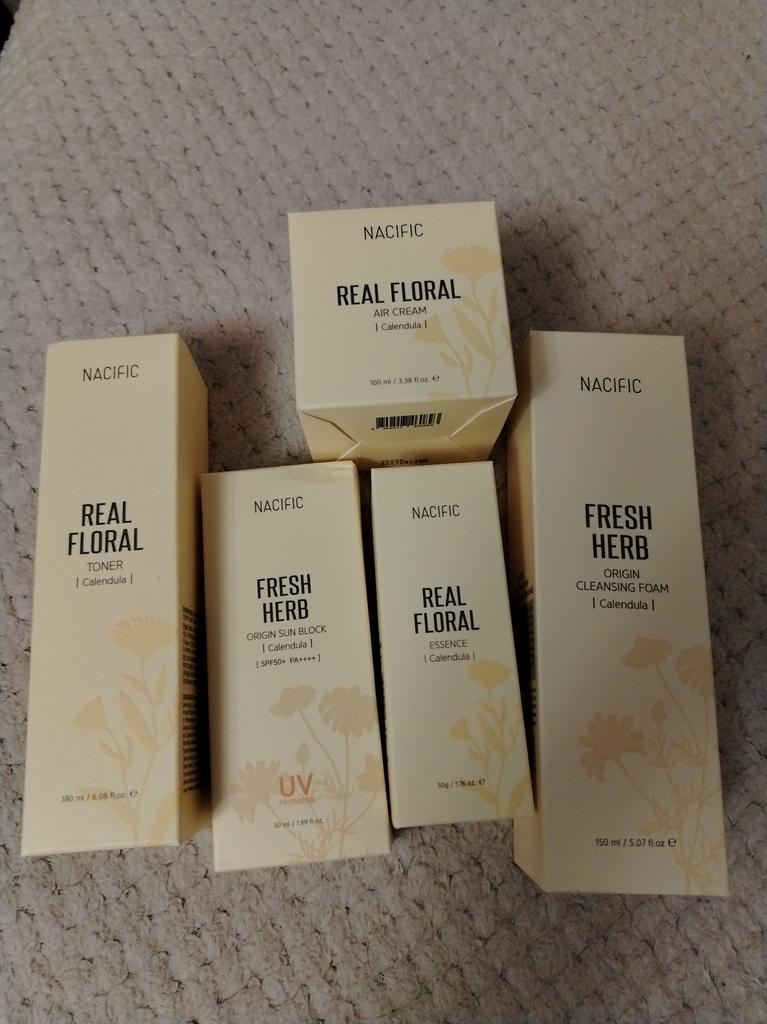 NACIFIC
REAL FLORAL
AIR CREAM
| Calendula |
100 ml / 3.38 fl.oz. ℮
NACIFIC
REAL
FLORAL
TONER
| Calendula |
180 ml / 6.08 fl.oz. ℮
NACIFIC
FRESH
HERB
ORIGIN SUN BLOCK
| Calendula |
[ SPF50+ PA++++ ]
UV
PROTECTION
50 ml / 1.69 fl.oz.
NACIFIC
REAL
FLORAL
ESSENCE
| Calendula |
50g / 1.76 oz. ℮
NACIFIC
FRESH
HERB
ORIGIN
CLEANSING FOAM
| Calendula |
150 ml / 5.07 fl.oz ℮